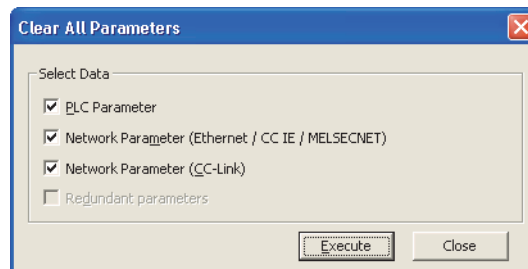 Clear All Parameters
Select Data
PLC Parameter
Network Parameter (Ethernet / CC IE / MELSECNET)
Network Parameter (CC-Link)
Redundant parameters
Execute Close